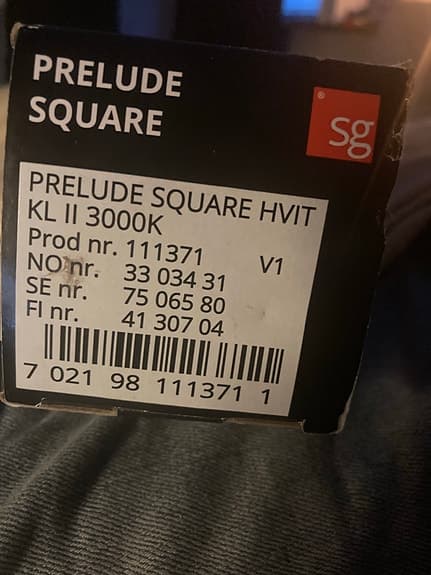 PRELUDE
SQUARE
sg
PRELUDE SQUARE HVIT
KL II 3000K
Prod nr. 111371 V1
NO nr. 33 034 31
SE nr. 75 065 80
FI nr. 41 307 04
7 021 98 111371 1